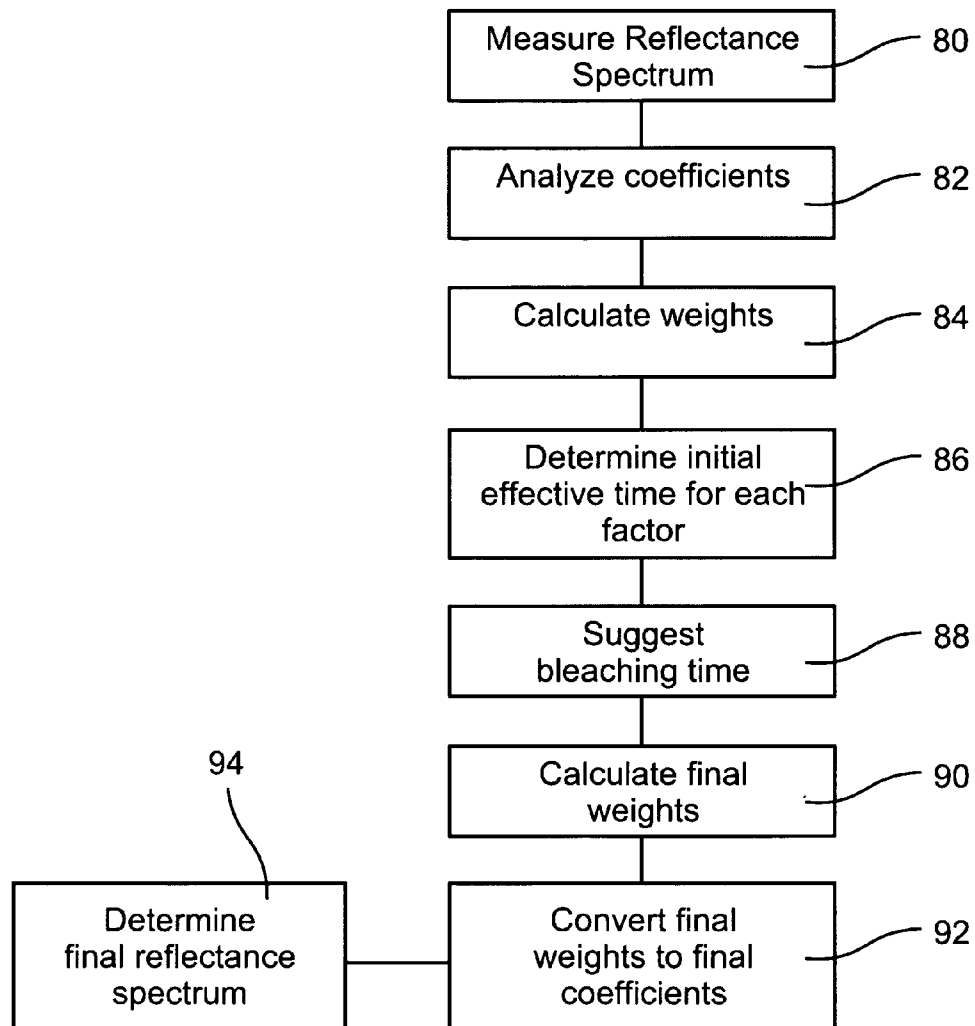 Measure Reflectance
Spectrum
80
Analyze coefficients
82
Calculate weights
84
Determine initial
effective time for each
factor
86
Suggest
bleaching time
88
Calculate final
weights
90
94
Determine
final reflectance
spectrum
Convert final
weights to final
coefficients
92